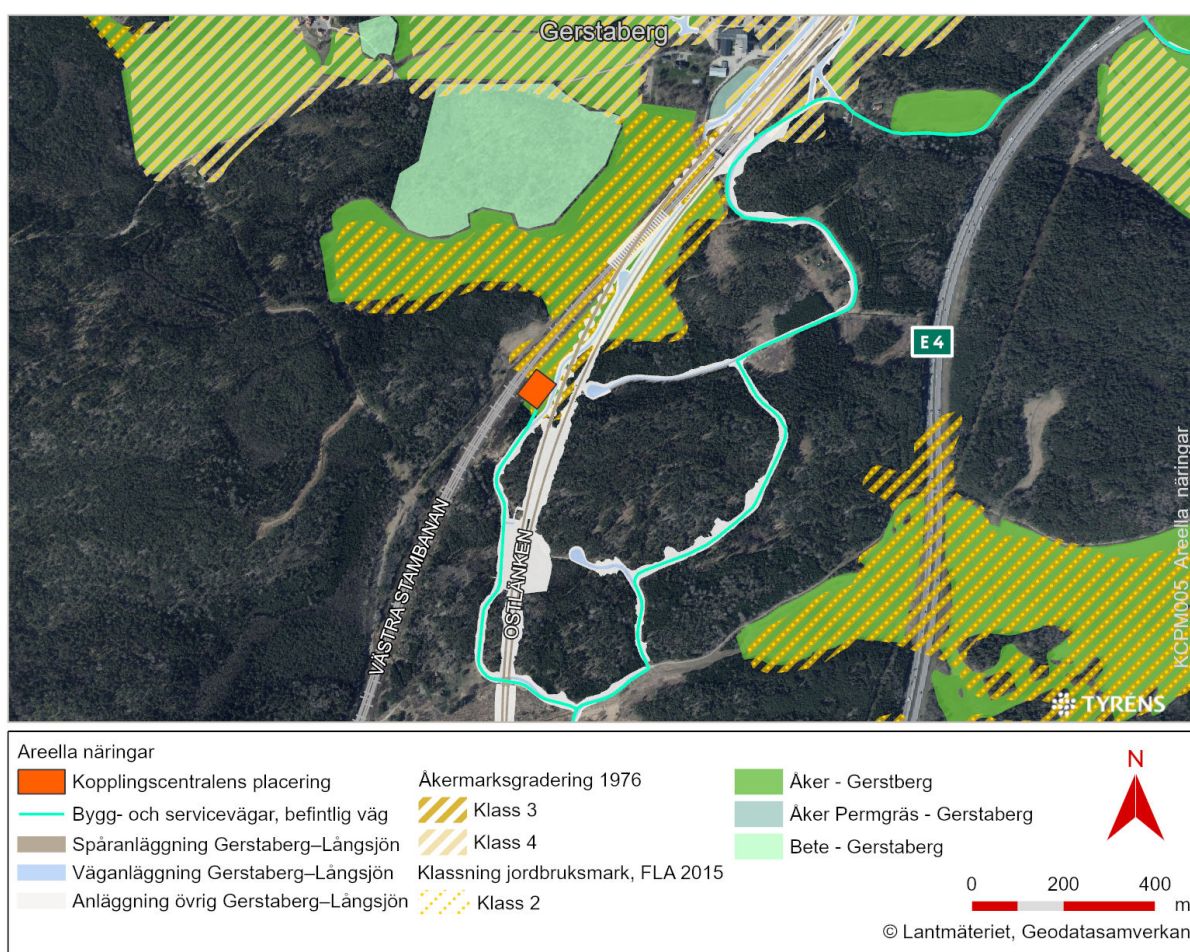 Gerstaberg
E 4
VÄSTRA STAMBANAN
OSTLÄNKEN
KCPM005 Areella näringar
TYRENS
Areella näringar
Kopplingscentralens placering
Bygg- och servicevägar, befintlig väg
Spåranläggning Gerstaberg–Långsjön
Väganläggning Gerstaberg–Långsjön
Anläggning övrig Gerstaberg–Långsjön
Åkermarksgradering 1976
Klass 3
Klass 4
Klassning jordbruksmark, FLA 2015
Klass 2
Åker - Gerstberg
Åker Permgräs - Gerstaberg
Bete - Gerstaberg
N
0 200 400
m
© Lantmäteriet, Geodatasamverkan